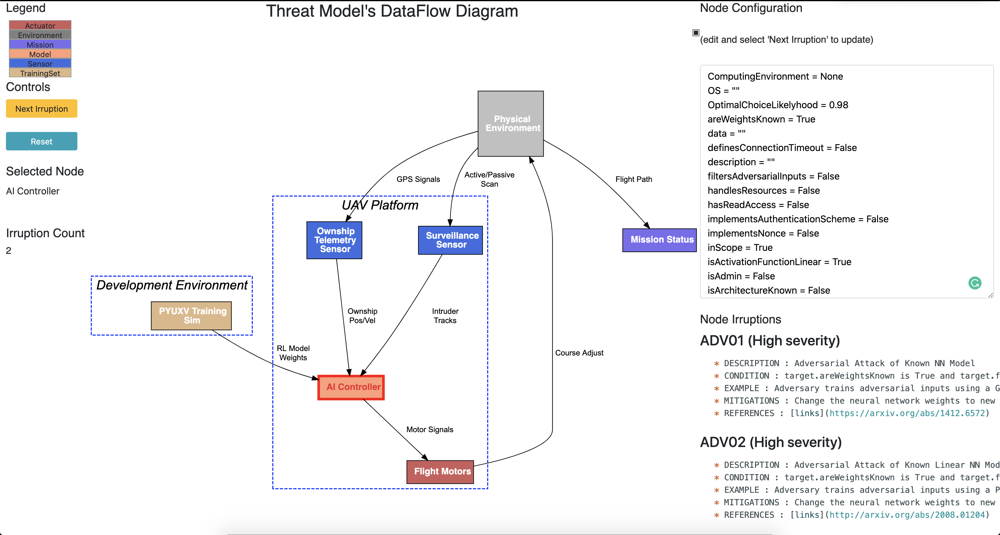 Legend
Actuator
Environment
Mission
Model
Sensor
TrainingSet
Controls
Next Irruption
Reset
Selected Node
AI Controller
Irruption Count
2
Threat Model's DataFlow Diagram
Physical
Environment
GPS Signals
Active/Passive
Scan
Flight Path
UAV Platform
Ownship
Telemetry
Sensor
Surveillance
Sensor
Mission Status
Development Environment
PYUXV Training
Sim
Ownship
Pos/Vel
Intruder
Tracks
RL Model
Weights
Course Adjust
AI Controller
Motor Signals
Flight Motors
Node Configuration
(edit and select 'Next Irruption' to update)
ComputingEnvironment = None
OS = ""
OptimalChoiceLikelyhood = 0.98
areWeightsKnown = True
data = ""
definesConnectionTimeout = False
description = ""
filtersAdversarialInputs = False
handlesResources = False
hasReadAccess = False
implementsAuthenticationScheme = False
implementsNonce = False
inScope = True
isActivationFunctionLinear = True
isAdmin = False
isArchitectureKnown = False
Node Irruptions
ADV01 (High severity)
* DESCRIPTION : Adversarial Attack of Known NN Model
* CONDITION : target.areWeightsKnown is True and target.f
* EXAMPLE : Adversary trains adversarial inputs using a G
* MITIGATIONS : Change the neural network weights to new
* REFERENCES : [links](https://arxiv.org/abs/1412.6572)
ADV02 (High severity)
* DESCRIPTION : Adversarial Attack of Known Linear NN Mod
* CONDITION : target.areWeightsKnown is True and target.f
* EXAMPLE : Adversary trains adversarial inputs using a P
* MITIGATIONS : Change the neural network weights to new
* REFERENCES : [links](http://arxiv.org/abs/2008.01204)